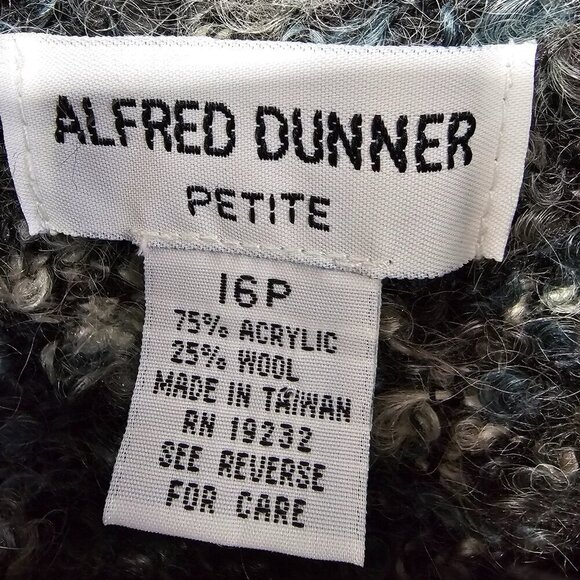 ALFRED DUNNER
PETITE
16P
75% ACRYLIC
25% WOOL
MADE IN TAIWAN
RN 19232
SEE REVERSE
FOR CARE